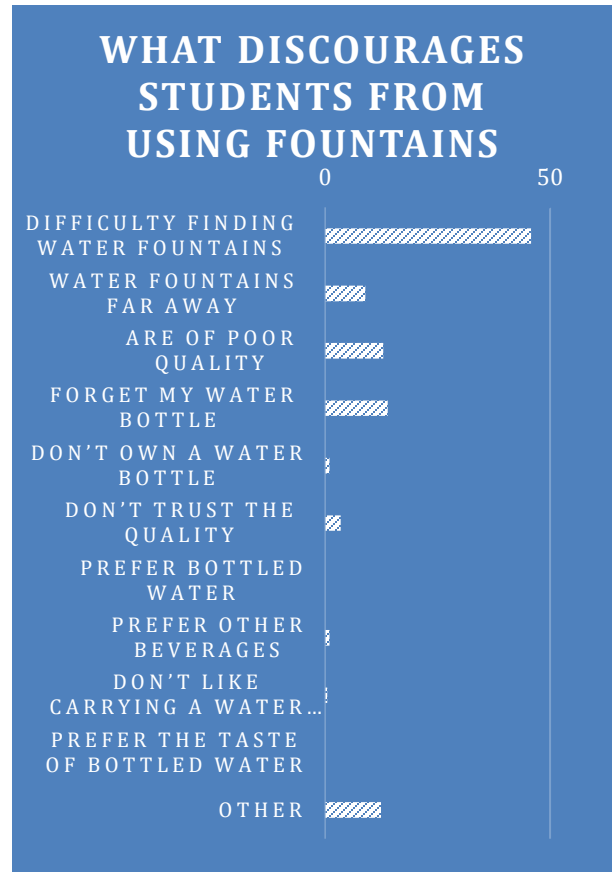 WHAT DISCOURAGES
STUDENTS FROM
USING FOUNTAINS
0 50
DIFFICULTY FINDING
WATER FOUNTAINS
WATER FOUNTAINS
FAR AWAY
ARE OF POOR
QUALITY
FORGET MY WATER
BOTTLE
DON’T OWN A WATER
BOTTLE
DON’T TRUST THE
QUALITY
PREFER BOTTLED
WATER
PREFER OTHER
BEVERAGES
DON’T LIKE
CARRYING A WATER…
PREFER THE TASTE
OF BOTTLED WATER
OTHER